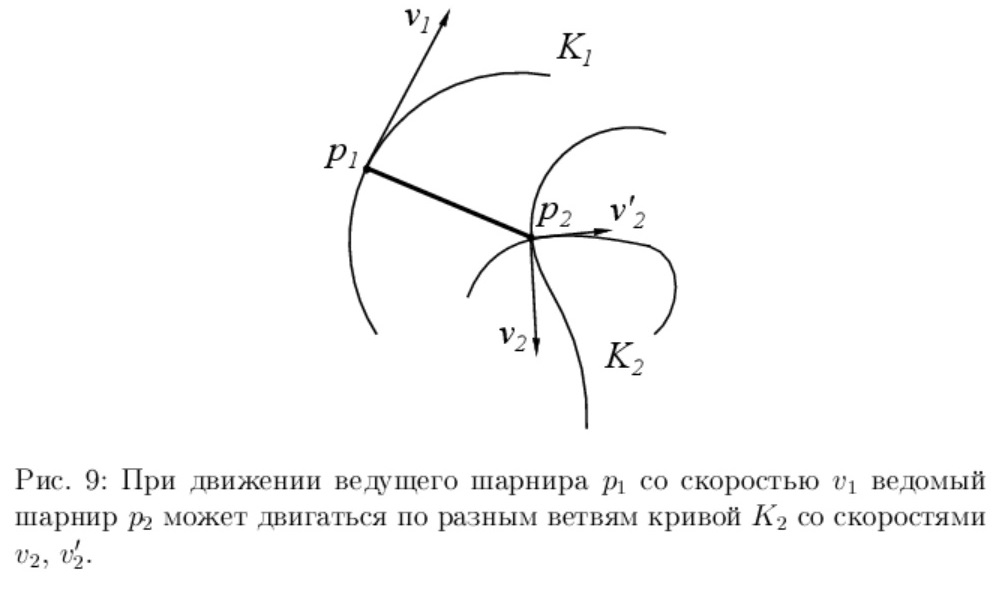 v₁
K₁
p₁
p₂
v'₂
v₂
K₂
Рис. 9: При движении ведущего шарнира p₁ со скоростью v₁ ведомый
шарнир p₂ может двигаться по разным ветвям кривой K₂ со скоростями
v₂, v′₂.